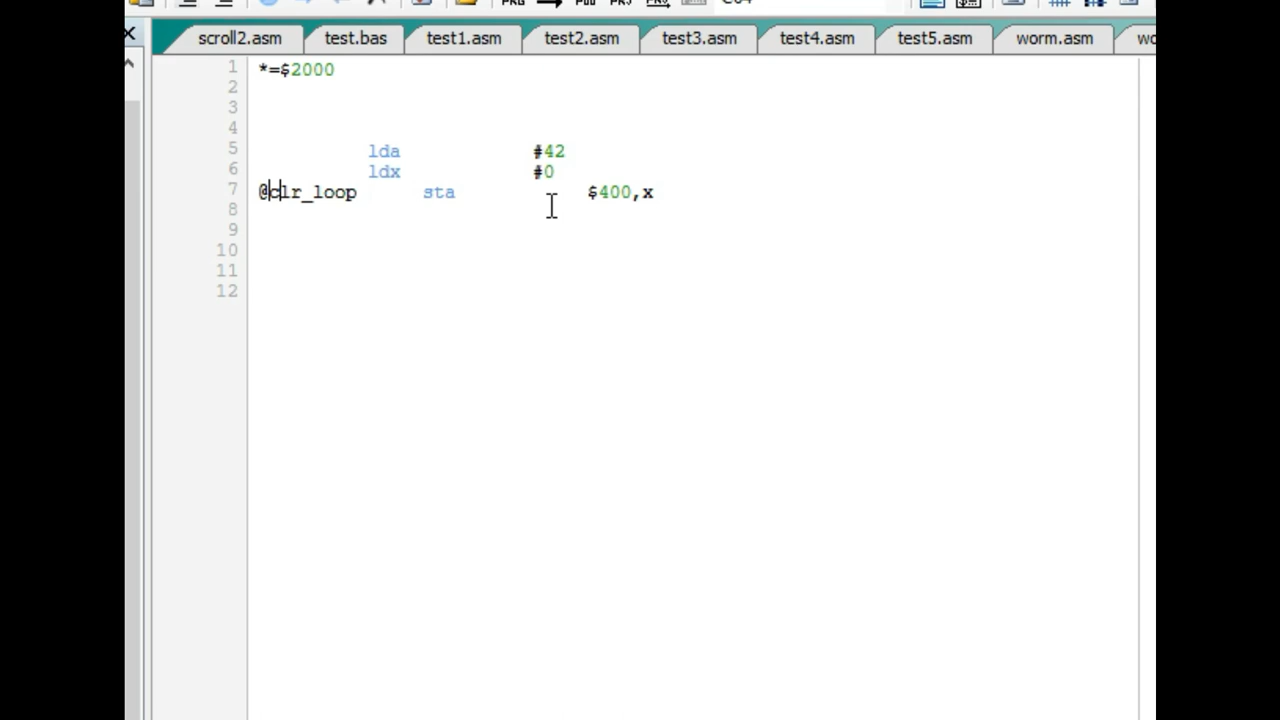 scroll2.asm test.bas test1.asm test2.asm test3.asm test4.asm test5.asm worm.asm
1 *=$2000
2
3
4
5 lda #42
6 ldx #0
7 @clr_loop sta $400,x
8
9
10
11
12